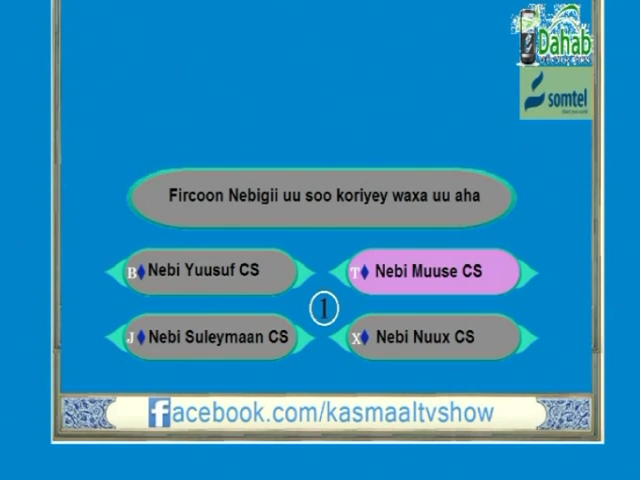 Dahab
somtel
Fircoon Nebigii uu soo koriyey waxa uu aha
B Nebi Yuusuf CS
T Nebi Muuse CS
1
J Nebi Suleymaan CS
X Nebi Nuux CS
facebook.com/kasmaaltvshow